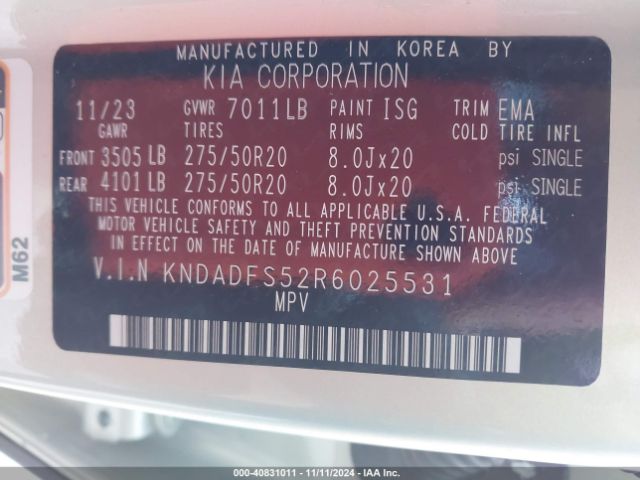 MANUFACTURED IN KOREA BY
KIA CORPORATION
11/23 GVWR 7011LB PAINT ISG TRIM EMA
GAWR TIRES RIMS COLD TIRE INFL
FRONT 3505 LB 275/50R20 8.0Jx20 psi SINGLE
REAR 4101 LB 275/50R20 8.0Jx20 psi SINGLE
THIS VEHICLE CONFORMS TO ALL APPLICABLE U.S.A. FEDERAL
MOTOR VEHICLE SAFETY AND THEFT PREVENTION STANDARDS
IN EFFECT ON THE DATE OF MANUFACTURE SHOWN ABOVE
V.I.N KNDADFS52R6025531
MPV
M62
000-40831011 - 11/11/2024 - IAA Inc.